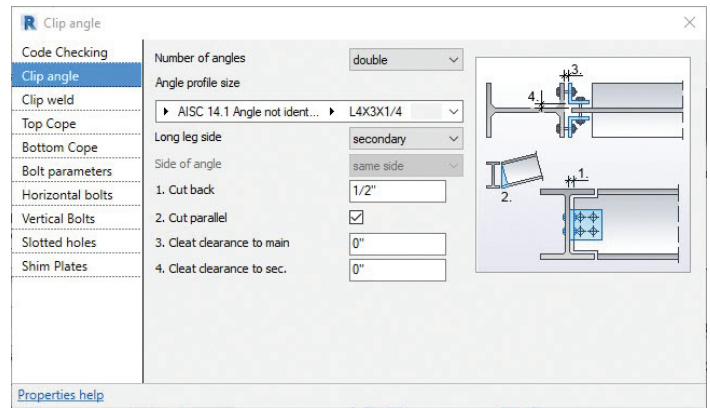 R Clip angle
Code Checking
Clip angle
Clip weld
Top Cope
Bottom Cope
Bolt parameters
Horizontal bolts
Vertical Bolts
Slotted holes
Shim Plates
Number of angles double
Angle profile size
AISC 14.1 Angle not ident... L4X3X1/4
Long leg side secondary
Side of angle same side
1. Cut back 1/2"
2. Cut parallel
3. Cleat clearance to main 0"
4. Cleat clearance to sec. 0"
3.
4.
2.
1.
Properties help